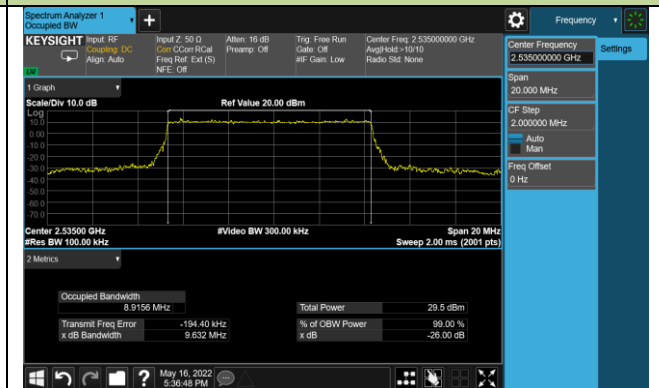 Spectrum Analyzer 1
Occupied BW
Frequency
KEYSIGHT
Input: RF
Coupling: DC
Align: Auto
Input Z: 50 Ω
Corr CCorr RCal
Freq Ref: Ext (S)
NFE: Off
Atten: 16 dB
Preamp: Off
Trig: Free Run
Gate: Off
#IF Gain: Low
Center Freq: 2.535000000 GHz
Avg|Hold:>10/10
Radio Std: None
1 Graph
Scale/Div 10.0 dB
Ref Value 20.00 dBm
Log
10.0
0.00
-10.0
-20.0
-30.0
-40.0
-50.0
-60.0
-70.0
Center 2.53500 GHz
#Video BW 300.00 kHz
Span 20 MHz
#Res BW 100.00 kHz
Sweep 2.00 ms (2001 pts)
2 Metrics
Occupied Bandwidth
8.9156 MHz
Total Power 29.5 dBm
Transmit Freq Error -194.40 kHz
% of OBW Power 99.00 %
x dB Bandwidth 9.632 MHz
x dB -26.00 dB
May 16, 2022
5:36:48 PM
Center Frequency
2.535000000 GHz
Settings
Span
20.000 MHz
CF Step
2.000000 MHz
Auto
Man
Freq Offset
0 Hz